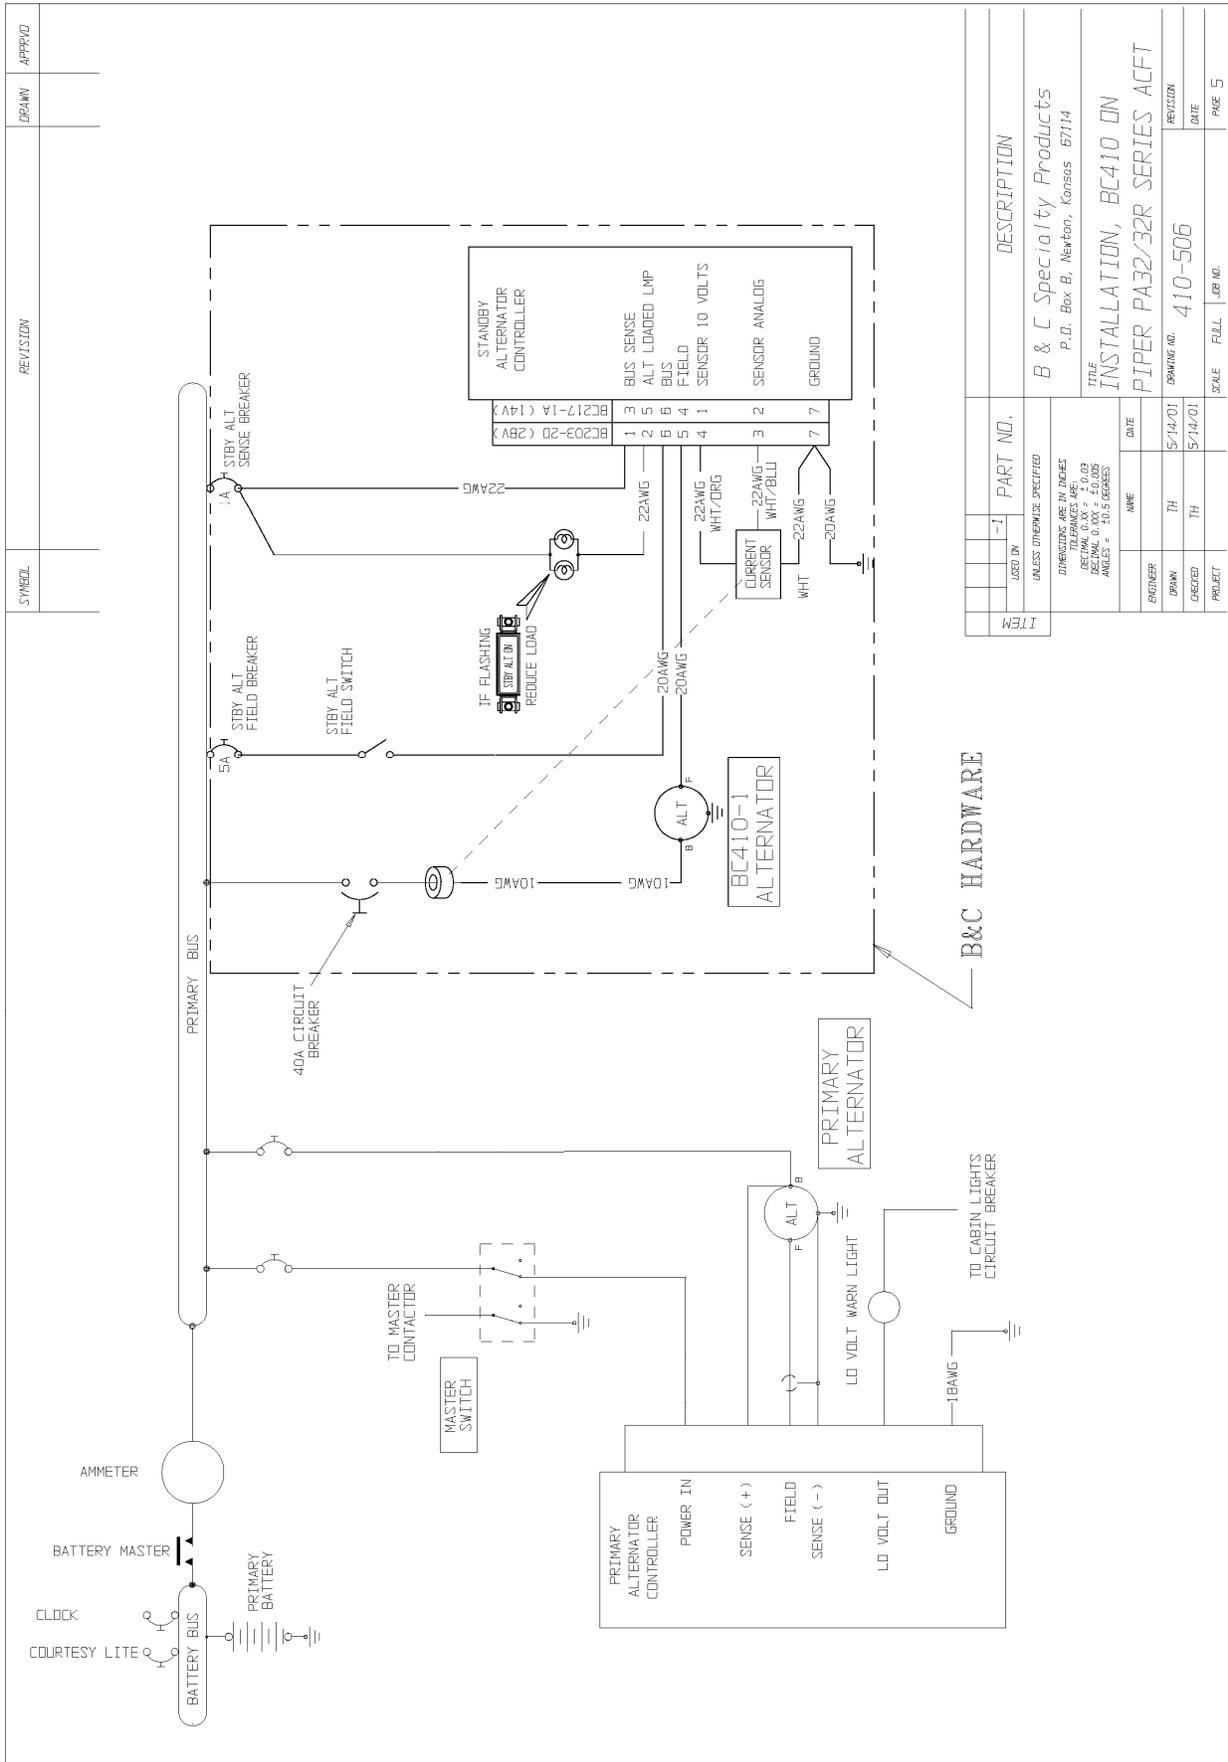 SYMBOL
REVISION
DRAWN
APPRVD
CLOCK
COURTESY LITE
BATTERY BUS
BATTERY MASTER
PRIMARY
BATTERY
AMMETER
PRIMARY BUS
TO MASTER
CONTACTOR
MASTER
SWITCH
PRIMARY
ALTERNATOR
CONTROLLER
POWER IN
SENSE (+)
FIELD
SENSE (-)
LO VOLT OUT
GROUND
18AWG
LO VOLT WARN LIGHT
TO CABIN LIGHTS
CIRCUIT BREAKER
F
ALT
B
PRIMARY
ALTERNATOR
40A CIRCUIT
BREAKER
10AWG
10AWG
B
ALT
F
BC410-1
ALTERNATOR
5A
STBY ALT
FIELD BREAKER
STBY ALT
FIELD SWITCH
20AWG
20AWG
IF FLASHING
STBY ALT ON
REDUCE LOAD
1A
STBY ALT
SENSE BREAKER
22AWG
22AWG
22AWG
WHT/ORG
CURRENT
SENSOR
22AWG
WHT/BLU
WHT
22AWG
20AWG
STANDBY
ALTERNATOR
CONTROLLER
BC203-2D (28V)
BC217-1A (14V)
1 3 BUS SENSE
2 5 ALT LOADED LMP
6 6 BUS
5 4 FIELD
4 1 SENSOR 10 VOLTS
3 2 SENSOR ANALOG
7 7 GROUND
B&C HARDWARE
ITEM
-1
USED ON
PART NO.
DESCRIPTION
UNLESS OTHERWISE SPECIFIED
DIMENSIONS ARE IN INCHES
TOLERANCES ARE:
DECIMAL 0.XX = ± 0.03
DECIMAL 0.XXX = ± 0.005
ANGLES = ±0.5 DEGREES
B & C Specialty Products
P.O. Box B, Newton, Kansas 67114
TITLE
INSTALLATION, BC410 ON
PIPER PA32/32R SERIES ACFT
NAME
DATE
ENGINEER
DRAWN
TH
5/14/01
CHECKED
TH
5/14/01
PROJECT
DRAWING NO.
410-506
REVISION
DATE
SCALE FULL
JOB NO.
PAGE 5